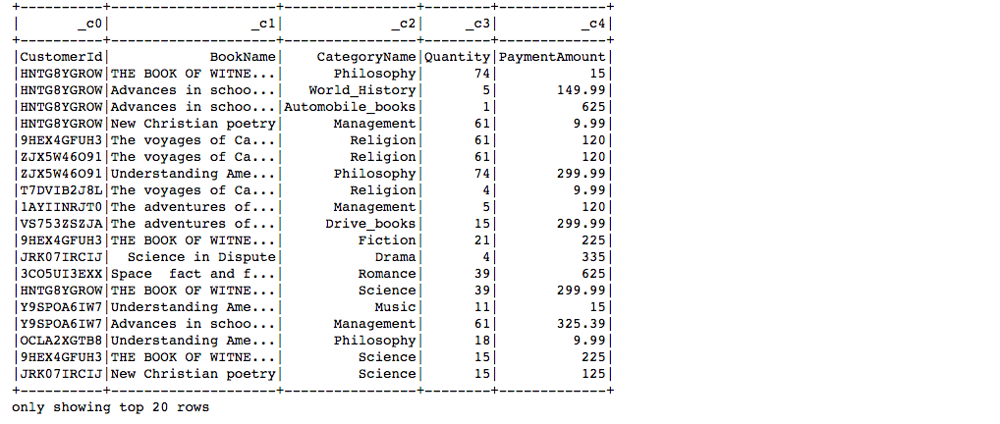 +----------+--------------------+----------------+--------+-------------+
|       _c0|                 _c1|             _c2|     _c3|          _c4|
+----------+--------------------+----------------+--------+-------------+
|CustomerId|            BookName|    CategoryName|Quantity|PaymentAmount|
|HNTG8YGROW|THE BOOK OF WITNE...|      Philosophy|      74|           15|
|HNTG8YGROW|Advances in schoo...|   World_History|       5|       149.99|
|HNTG8YGROW|Advances in schoo...|Automobile_books|       1|          625|
|HNTG8YGROW|New Christian poetry|      Management|      61|         9.99|
|9HEX4GFUH3|The voyages of Ca...|        Religion|      61|          120|
|ZJX5W46O91|The voyages of Ca...|        Religion|      61|          120|
|ZJX5W46O91|Understanding Ame...|      Philosophy|      74|       299.99|
|T7DVIB2J8L|The voyages of Ca...|        Religion|       4|         9.99|
|1AYIINRJT0|The adventures of...|      Management|       5|          120|
|VS753ZSZJA|The adventures of...|     Drive_books|      15|       299.99|
|9HEX4GFUH3|THE BOOK OF WITNE...|         Fiction|      21|          225|
|JRK07IRCIJ|  Science in Dispute|           Drama|       4|          335|
|3CO5UI3EXX|Space  fact and f...|         Romance|      39|          625|
|HNTG8YGROW|THE BOOK OF WITNE...|         Science|      39|       299.99|
|Y9SPOA6IW7|Understanding Ame...|           Music|      11|           15|
|Y9SPOA6IW7|Advances in schoo...|      Management|      61|       325.39|
|OCLA2XGTB8|Understanding Ame...|      Philosophy|      18|         9.99|
|9HEX4GFUH3|THE BOOK OF WITNE...|         Science|      15|          225|
|JRK07IRCIJ|New Christian poetry|         Science|      15|          125|
+----------+--------------------+----------------+--------+-------------+
only showing top 20 rows